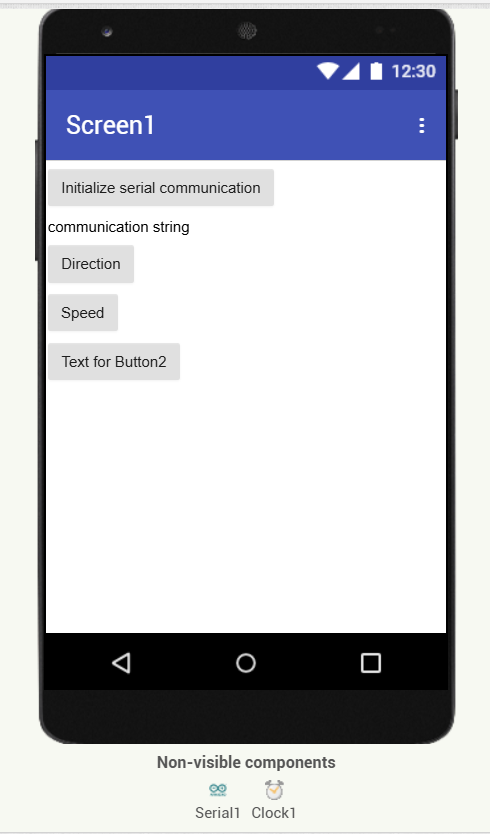 12:30
Screen1
Initialize serial communication
communication string
Direction
Speed
Text for Button2
Non-visible components
Serial1 Clock1